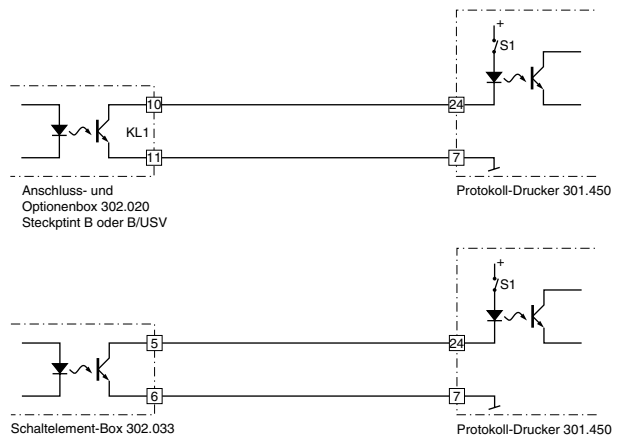 +
S1
10
24
KL1
11
7
Anschluss- und
Optionenbox 302.020
Steckptint B oder B/USV
Protokoll-Drucker 301.450
+
S1
5
24
6
7
Schaltelement-Box 302.033
Protokoll-Drucker 301.450